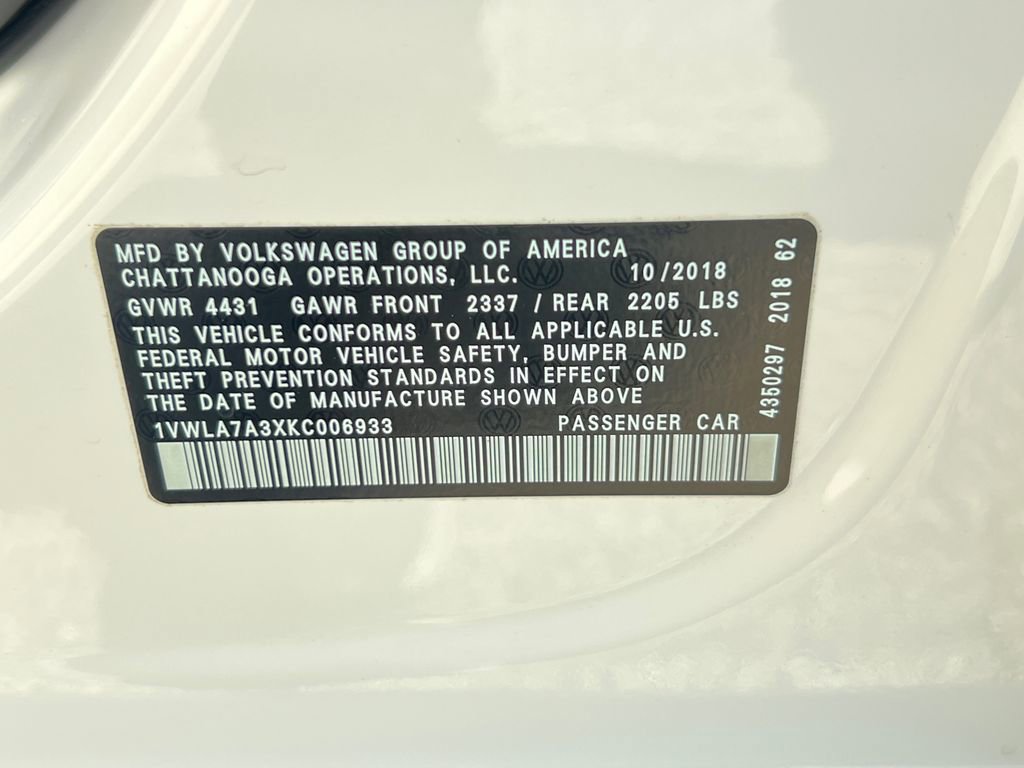 MFD BY VOLKSWAGEN GROUP OF AMERICA
CHATTANOOGA OPERATIONS, LLC. 10/2018
GVWR 4431 GAWR FRONT 2337 / REAR 2205 LBS
THIS VEHICLE CONFORMS TO ALL APPLICABLE U.S.
FEDERAL MOTOR VEHICLE SAFETY, BUMPER AND
THEFT PREVENTION STANDARDS IN EFFECT ON
THE DATE OF MANUFACTURE SHOWN ABOVE
1VWLA7A3XKC006933 PASSENGER CAR
4350297 2018 62